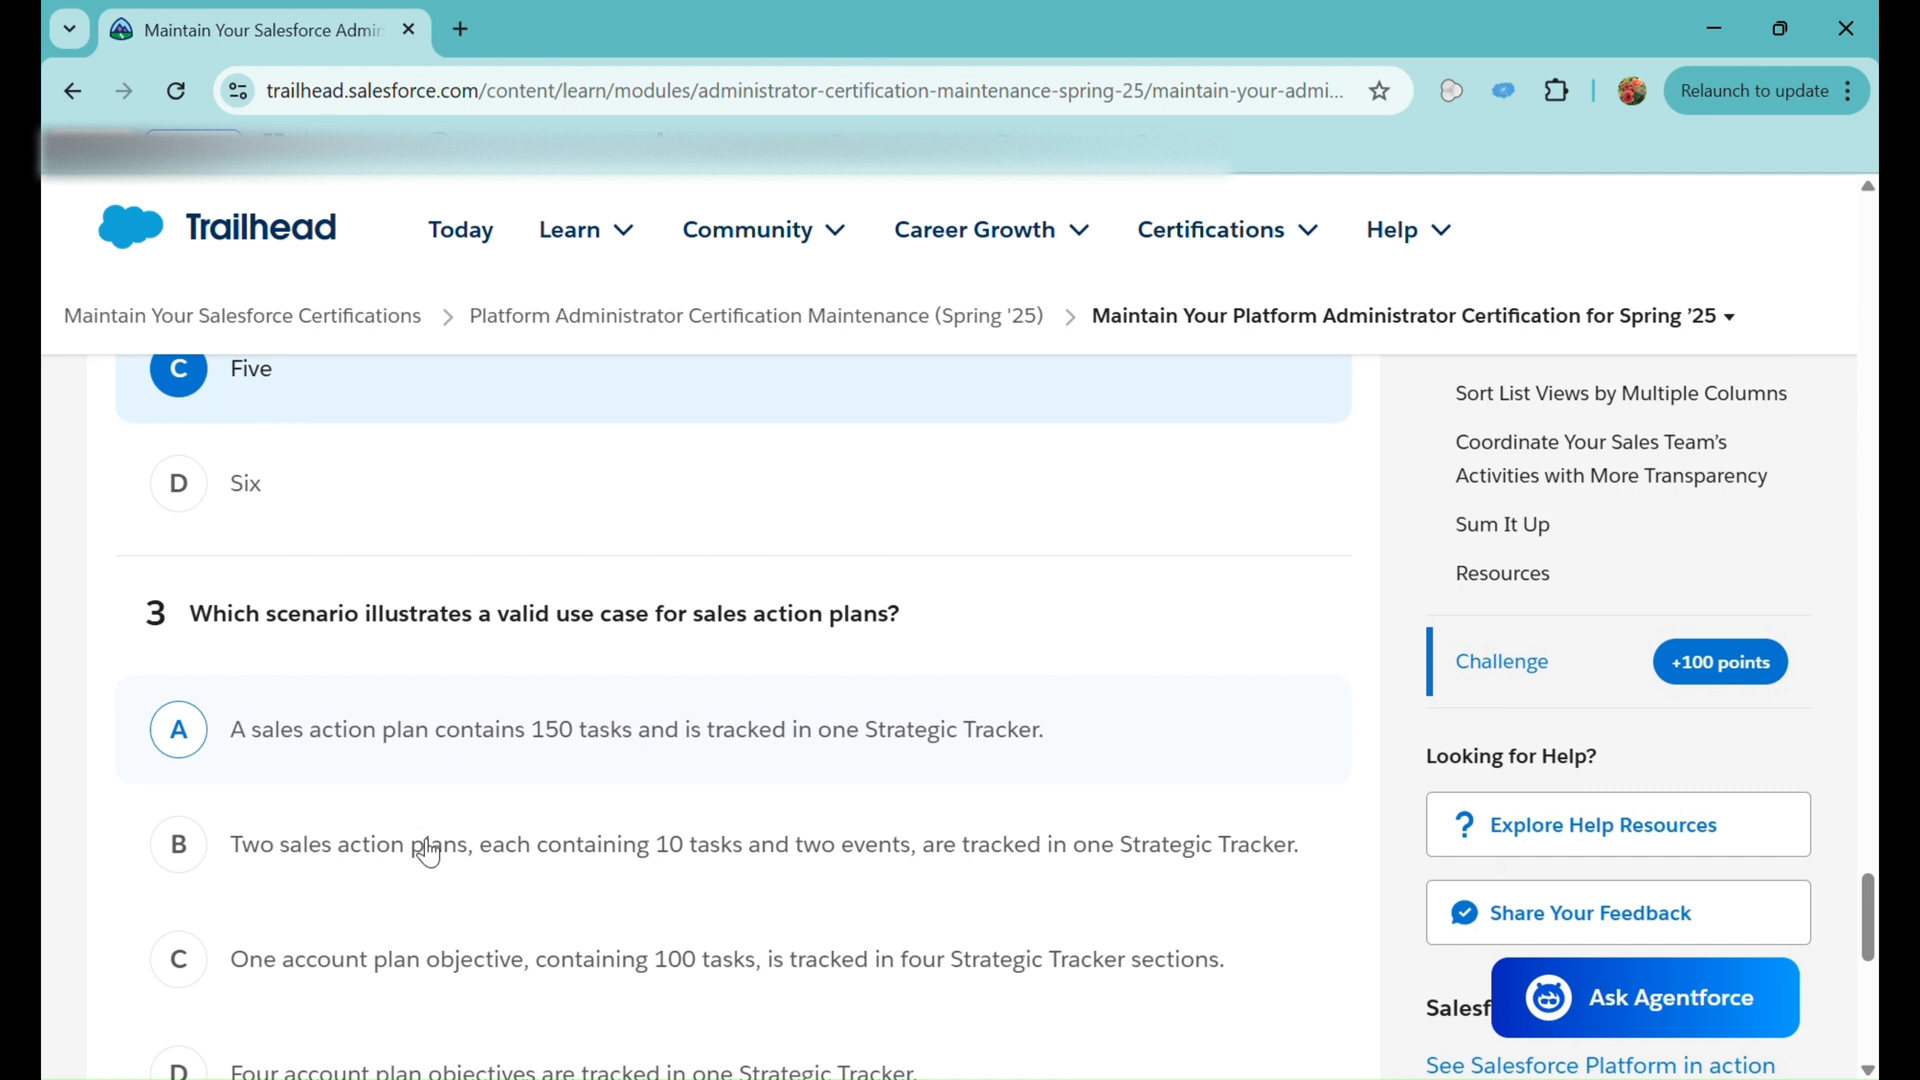 Maintain Your Salesforce Admin
trailhead.salesforce.com/content/learn/modules/administrator-certification-maintenance-spring-25/maintain-your-admi...
Relaunch to update
Trailhead
Today
Learn
Community
Career Growth
Certifications
Help
Maintain Your Salesforce Certifications
Platform Administrator Certification Maintenance (Spring '25)
Maintain Your Platform Administrator Certification for Spring ’25
C Five
D Six
3 Which scenario illustrates a valid use case for sales action plans?
A A sales action plan contains 150 tasks and is tracked in one Strategic Tracker.
B Two sales action plans, each containing 10 tasks and two events, are tracked in one Strategic Tracker.
C One account plan objective, containing 100 tasks, is tracked in four Strategic Tracker sections.
D Four account plan objectives are tracked in one Strategic Tracker.
Sort List Views by Multiple Columns
Coordinate Your Sales Team’s
Activities with More Transparency
Sum It Up
Resources
Challenge
+100 points
Looking for Help?
Explore Help Resources
Share Your Feedback
Salesf
Ask Agentforce
See Salesforce Platform in action